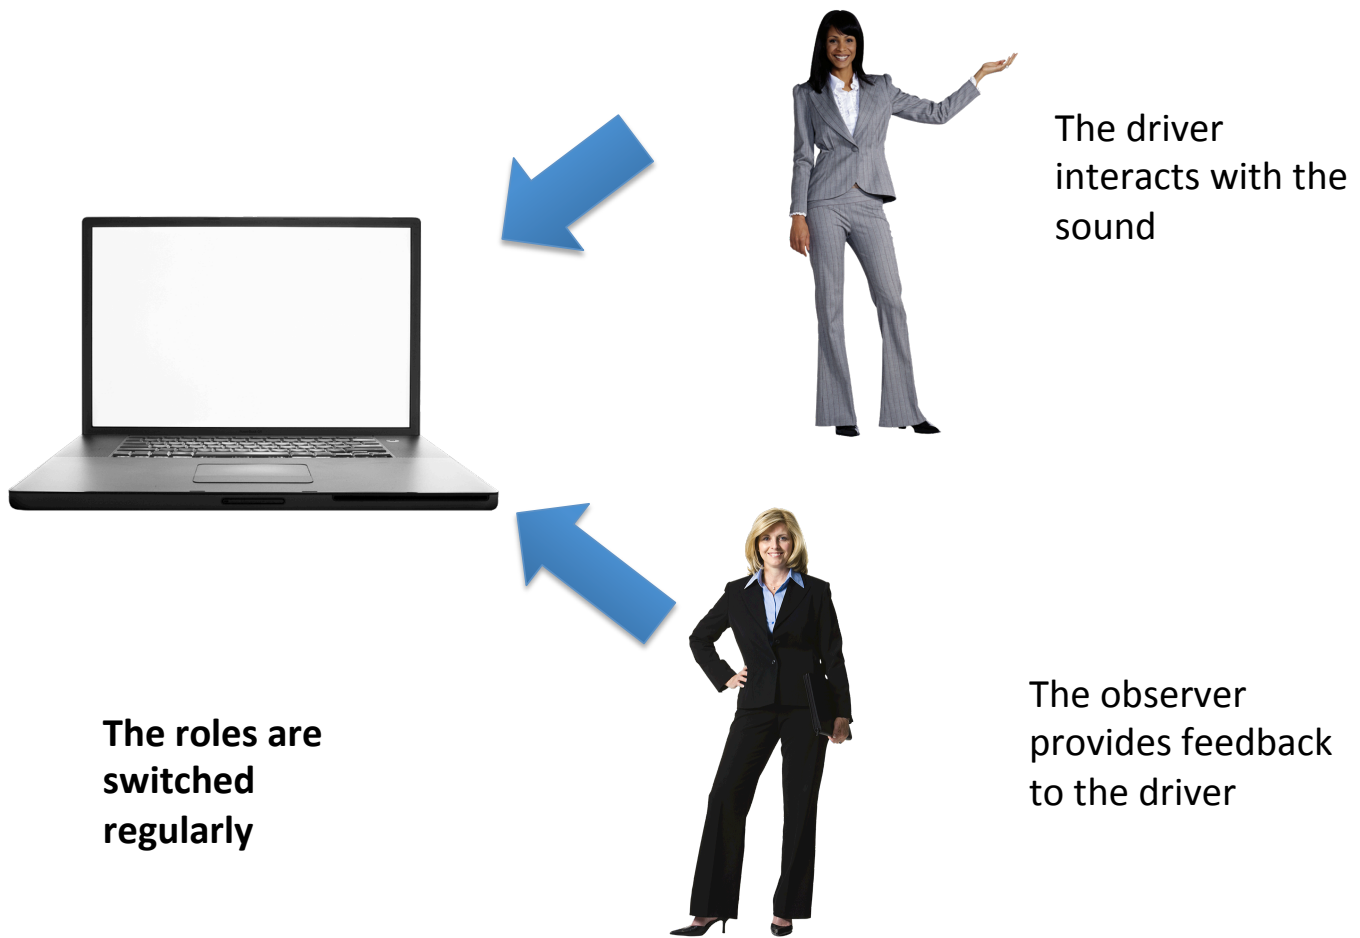 The driver
interacts with the
sound
The roles are
switched
regularly
The observer
provides feedback
to the driver